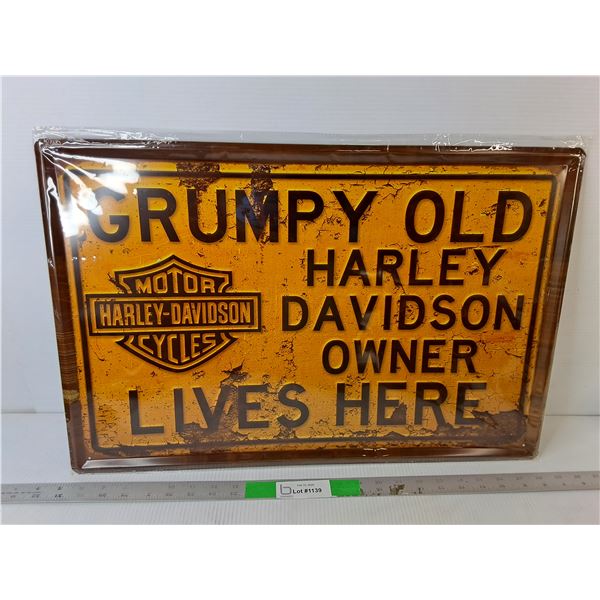 GRUMPY OLD
HARLEY
DAVIDSON
OWNER
LIVES HERE
MOTOR
HARLEY-DAVIDSON
CYCLES
Lot #1139